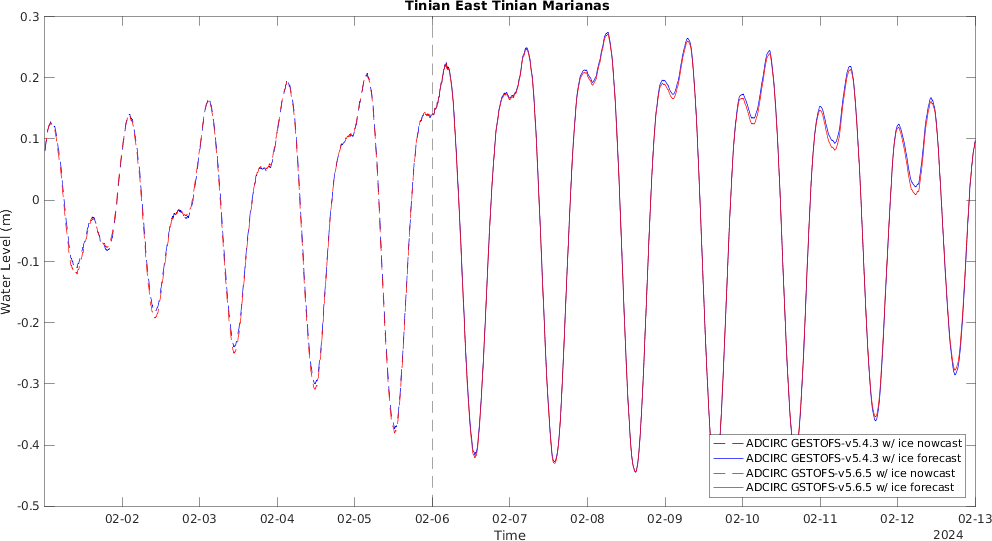 Tinian East Tinian Marianas
0.3
0.2
0.1
0
-0.1
-0.2
-0.3
-0.4
-0.5
Water Level (m)
ADCIRC GESTOFS-v5.4.3 w/ ice nowcast
ADCIRC GESTOFS-v5.4.3 w/ ice forecast
ADCIRC GSTOFS-v5.6.5 w/ ice nowcast
ADCIRC GSTOFS-v5.6.5 w/ ice forecast
02-02 02-03 02-04 02-05 02-06 02-07 02-08 02-09 02-10 02-11 02-12 02-13
Time
2024